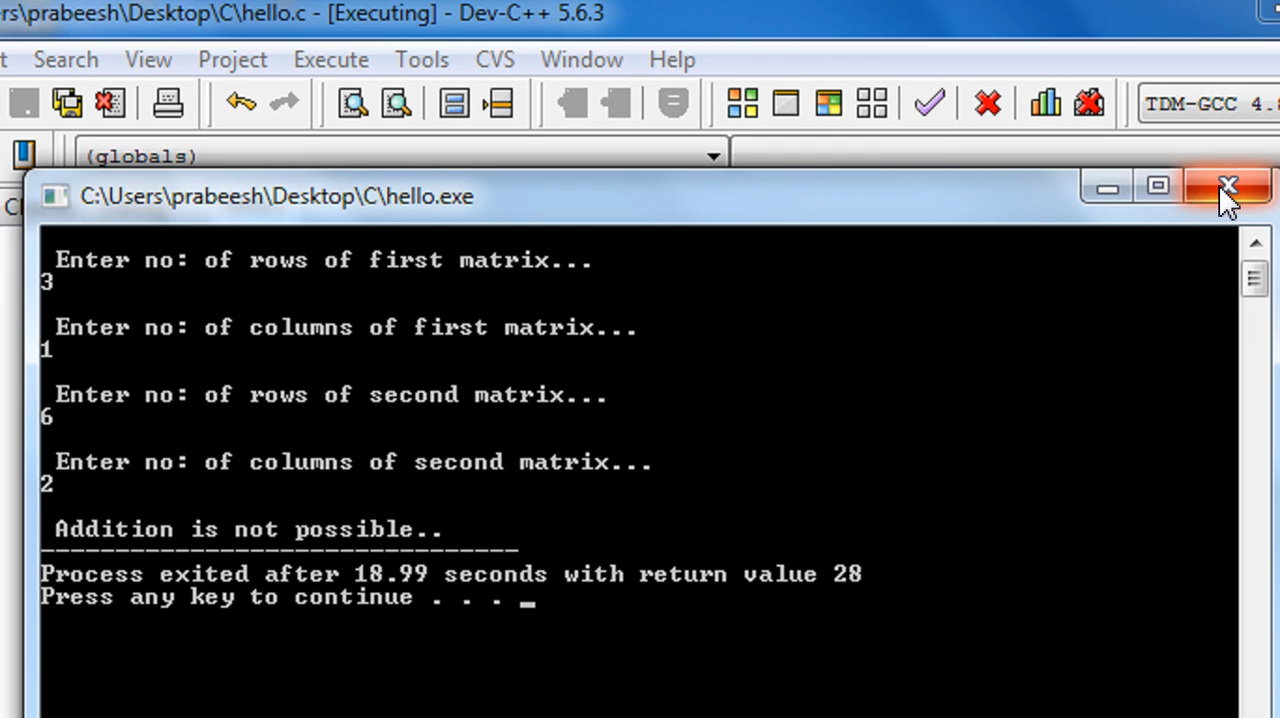 rs\prabeesh\Desktop\C\hello.c - [Executing] - Dev-C++ 5.6.3
t Search View Project Execute Tools CVS Window Help
TDM-GCC 4.
(globals)
C:\Users\prabeesh\Desktop\C\hello.exe
Cl
Enter no: of rows of first matrix...
3
Enter no: of columns of first matrix...
1
Enter no: of rows of second matrix...
6
Enter no: of columns of second matrix...
2
Addition is not possible..
--------------------------------
Process exited after 18.99 seconds with return value 28
Press any key to continue . . . _